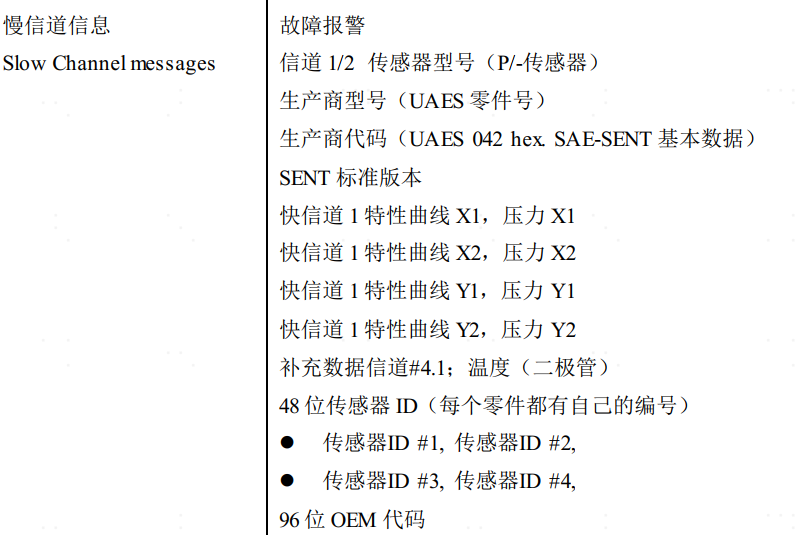 慢信道信息
Slow Channel messages
故障报警
信道 1/2 传感器型号（P/-传感器）
生产商型号（UAES 零件号）
生产商代码（UAES 042 hex. SAE-SENT 基本数据）
SENT 标准版本
快信道 1 特性曲线 X1，压力 X1
快信道 1 特性曲线 X2，压力 X2
快信道 1 特性曲线 Y1，压力 Y1
快信道 1 特性曲线 Y2，压力 Y2
补充数据信道#4.1；温度（二极管）
48 位传感器 ID（每个零件都有自己的编号）
● 传感器ID #1, 传感器ID #2,
● 传感器ID #3, 传感器ID #4,
96 位 OEM 代码